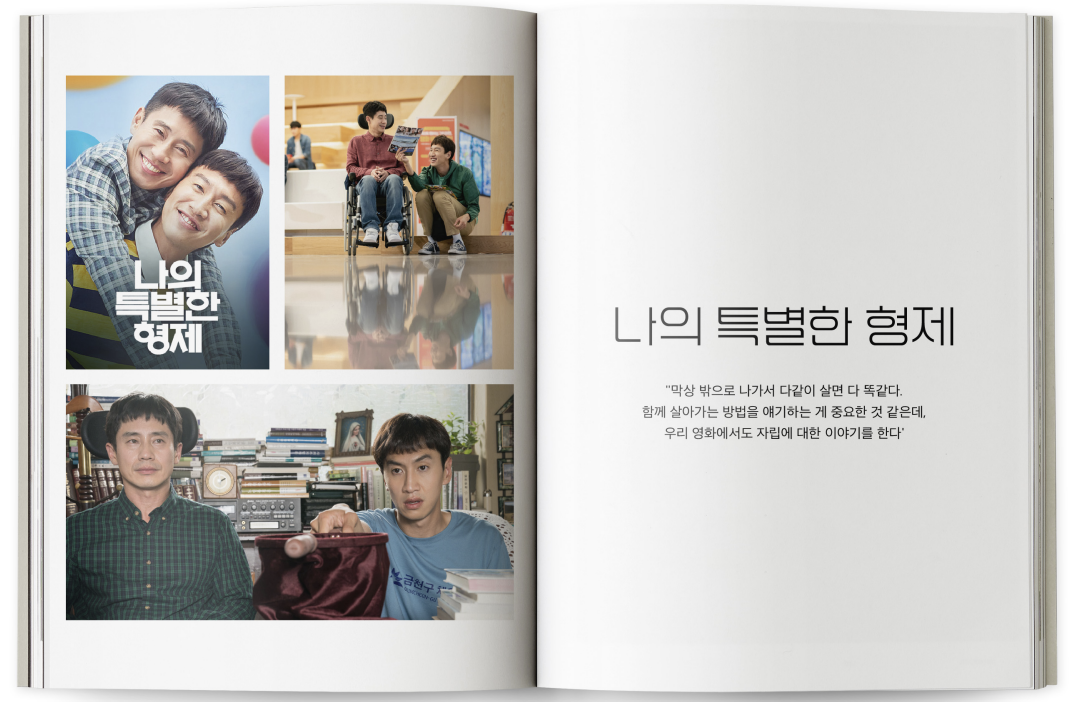 나의
특별한
형제
금천구
나의 특별한 형제
"막상 밖으로 나가서 다같이 살면 다 똑같다.
함께 살아가는 방법을 얘기하는 게 중요한 것 같은데,
우리 영화에서도 자립에 대한 이야기를 한다'